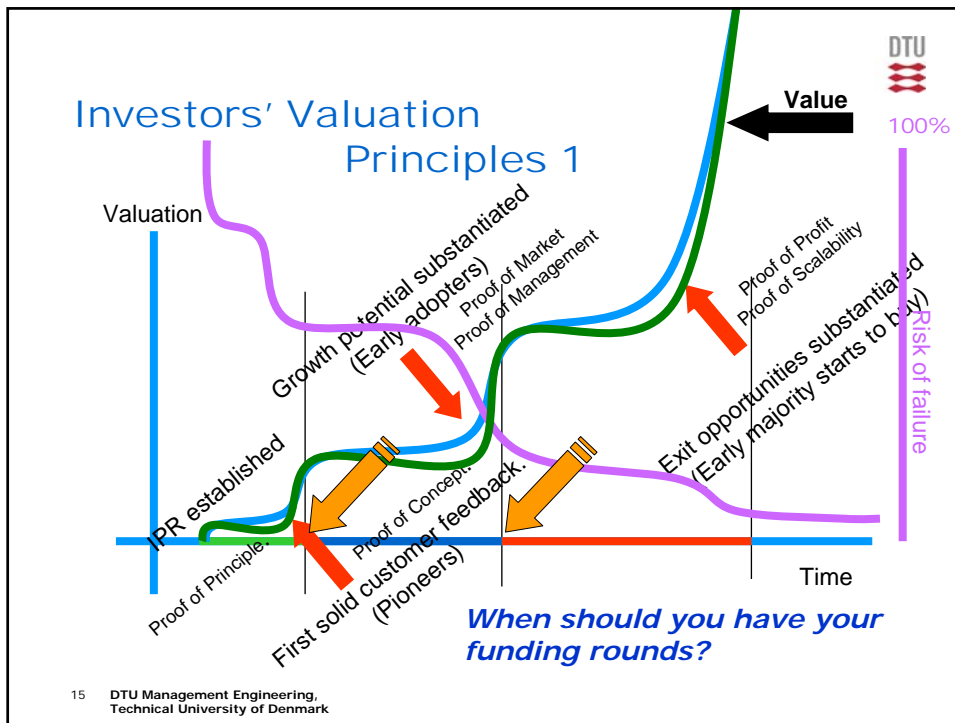 DTU
Investors' Valuation
Principles 1
Value
100%
Valuation
Growth potential substantiated
(Early adopters)
Proof of Market
Proof of Management
Proof of Profit
Proof of Scalability
Exit opportunities substantiated
(Early majority starts to buy)
Risk of failure
IPR established
Proof of Principle.
Proof of Concept.
First solid customer feedback.
(Pioneers)
Time
When should you have your
funding rounds?
15 DTU Management Engineering,
Technical University of Denmark